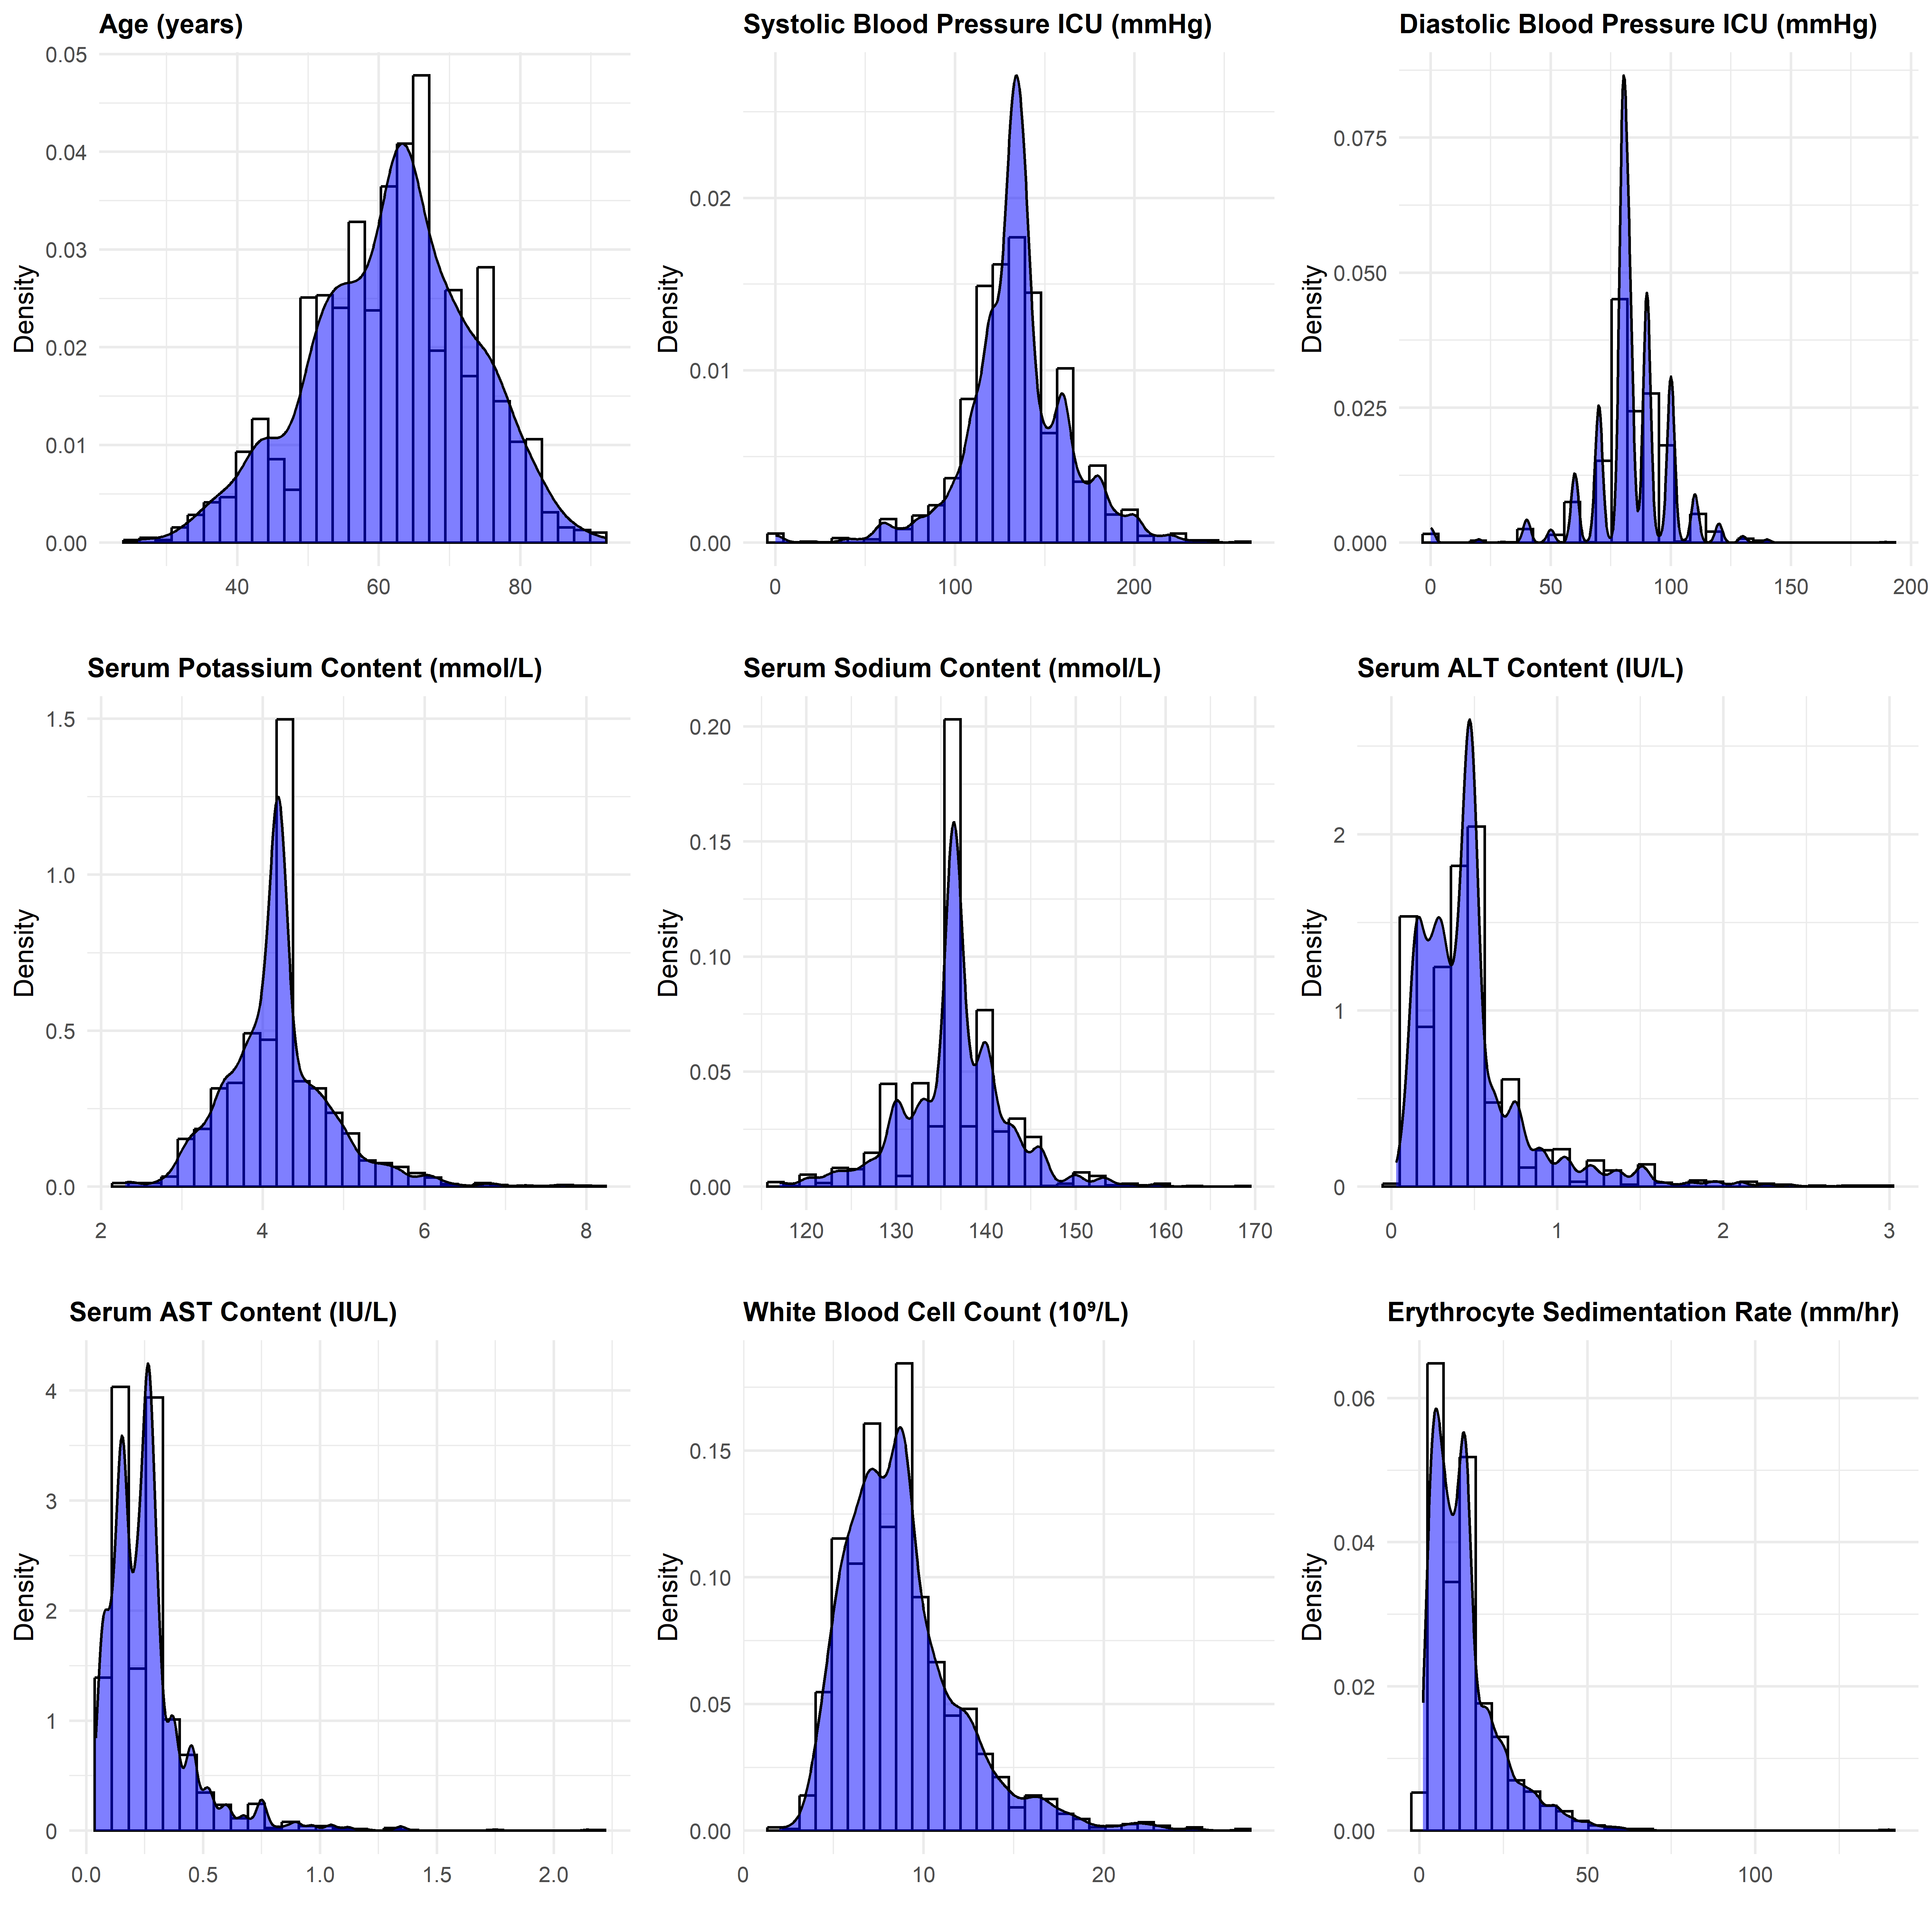 Age (years)
Systolic Blood Pressure ICU (mmHg)
Diastolic Blood Pressure ICU (mmHg)
Density
0.05
0.04
0.03
0.02
0.01
0.00
40 60 80
Density
0.02
0.01
0.00
0 100 200
Density
0.075
0.050
0.025
0.000
0 50 100 150 200
Serum Potassium Content (mmol/L)
Serum Sodium Content (mmol/L)
Serum ALT Content (IU/L)
Density
1.5
1.0
0.5
0.0
2 4 6 8
Density
0.20
0.15
0.10
0.05
0.00
120 130 140 150 160 170
Density
2
1
0
0 1 2 3
Serum AST Content (IU/L)
White Blood Cell Count (10⁹/L)
Erythrocyte Sedimentation Rate (mm/hr)
Density
4
3
2
1
0
0.0 0.5 1.0 1.5 2.0
Density
0.15
0.10
0.05
0.00
0 10 20
Density
0.06
0.04
0.02
0.00
0 50 100